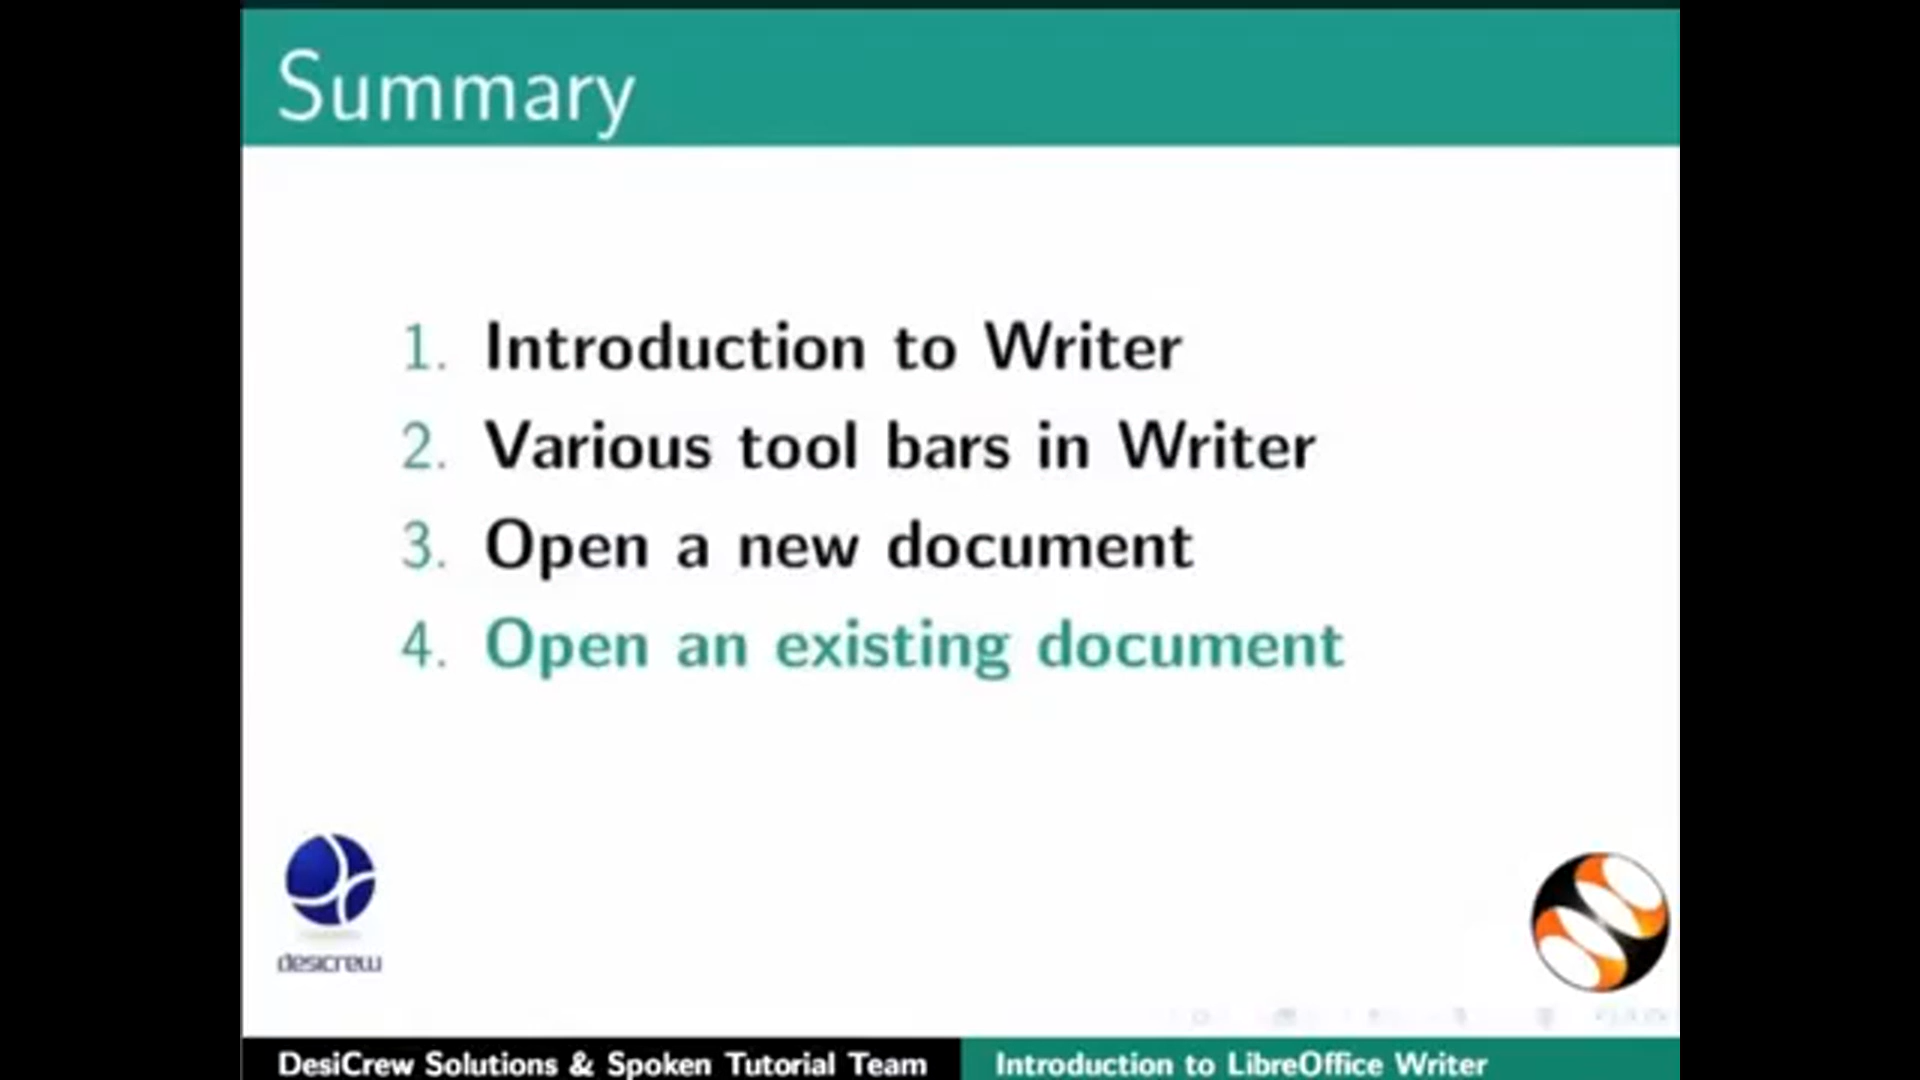 Summary
1. Introduction to Writer
2. Various tool bars in Writer
3. Open a new document
4. Open an existing document
desicrew
DesiCrew Solutions & Spoken Tutorial Team
Introduction to LibreOffice Writer